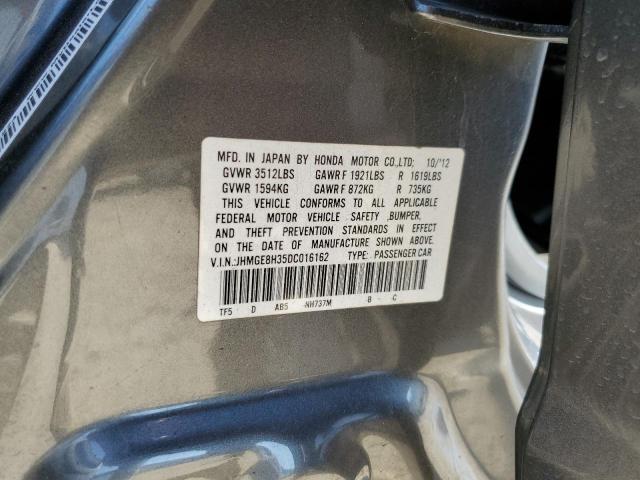 MFD. IN JAPAN BY HONDA MOTOR CO.,LTD; 10/'12
GVWR 3512LBS GAWR F 1921LBS R 1619LBS
GVWR 1594KG GAWR F 872KG R 735KG
THIS VEHICLE CONFORMS TO ALL APPLICABLE
FEDERAL MOTOR VEHICLE SAFETY ,BUMPER,
AND THEFT PREVENTION STANDARDS IN EFFECT
ON THE DATE OF MANUFACTURE SHOWN ABOVE.
V.I.N.:JHMGE8H35DC016162 TYPE: PASSENGER CAR
TF5 D AB5 NH737M B C